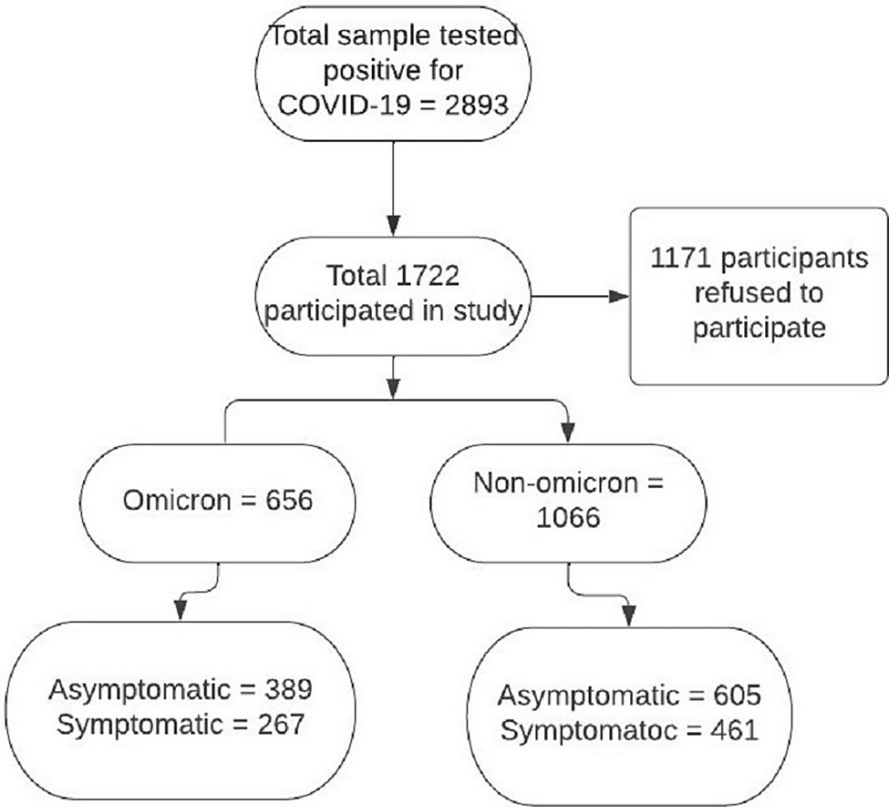 Total sample tested
positive for
COVID-19 = 2893
Total 1722
participated in study
1171 participants
refused to
participate
Omicron = 656
Non-omicron =
1066
Asymptomatic = 389
Symptomatic = 267
Asymptomatic = 605
Symptomatoc = 461